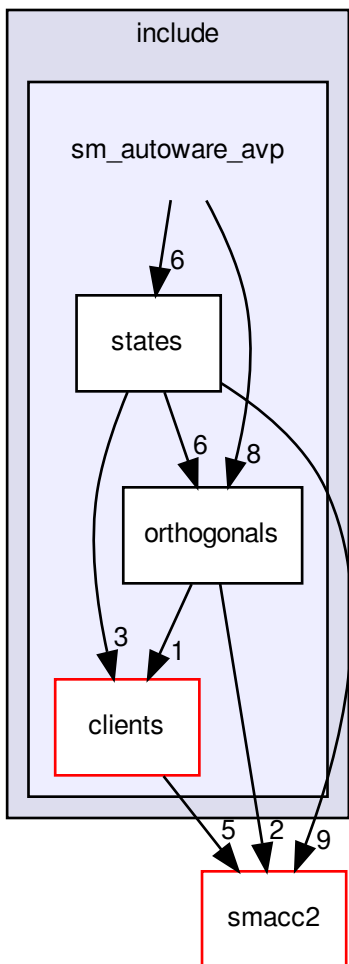 include
sm_autoware_avp
6
states
6
8
orthogonals
3
1
clients
5
2
9
smacc2